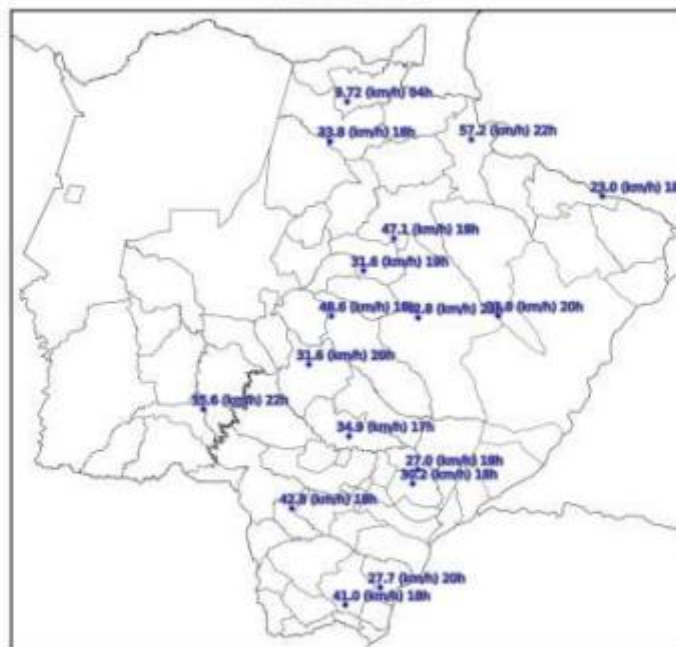 9.72 (km/h) 04h
33.8 (km/h) 18h
57.2 (km/h) 22h
23.0 (km/h)
47.1 (km/h) 18h
31.6 (km/h) 19h
48.6 (km/h)
(km/h) 20h
31.6 (km/h) 20h
(km/h) 22h
34.9 (km/h) 17h
27.0 (km/h) 18h
30.2 (km/h) 18h
(km/h) 18h
27.7 (km/h) 20h
41.0 (km/h) 18h